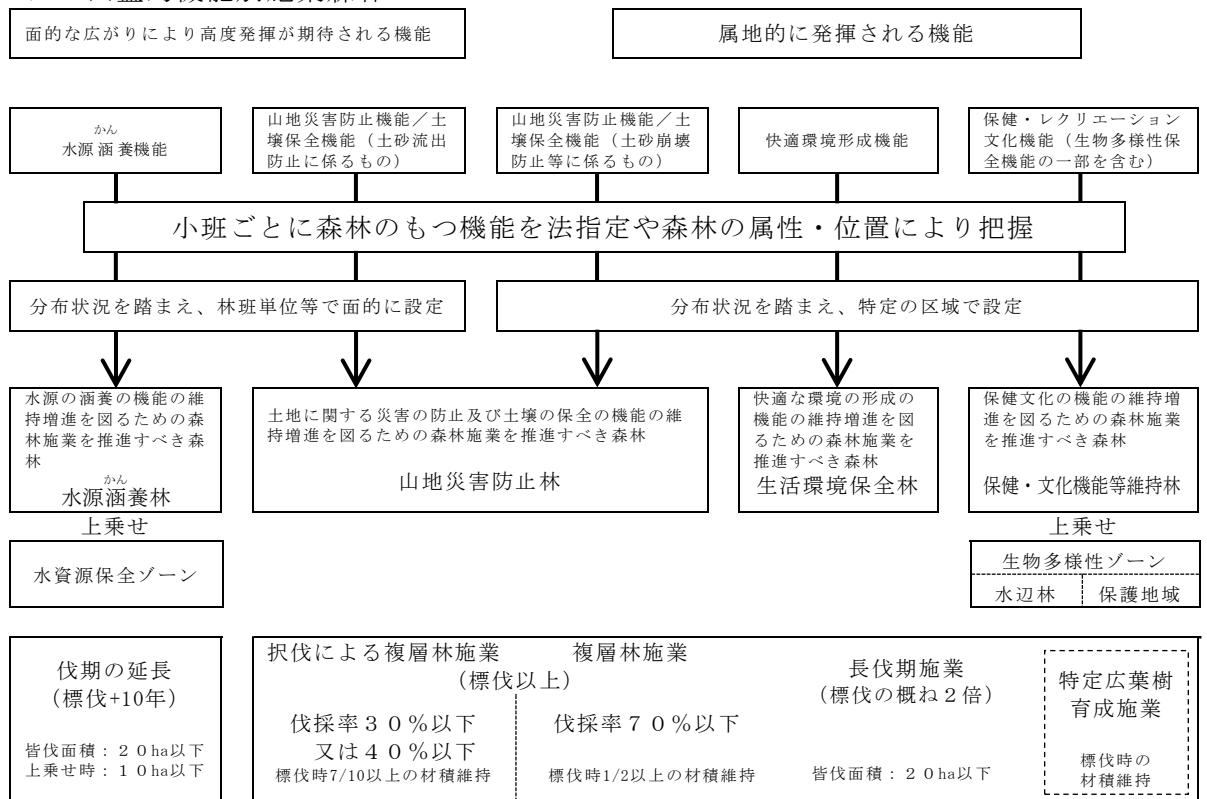 面的な広がりにより高度発揮が期待される機能
属地的に発揮される機能
かん
水源涵養機能
山地災害防止機能／土
壌保全機能（土砂流出
防止に係るもの）
山地災害防止機能／土
壌保全機能（土砂崩壊
防止等に係るもの）
快適環境形成機能
保健・レクリエーション
文化機能（生物多様性保
全機能の一部を含む）
小班ごとに森林のもつ機能を法指定や森林の属性・位置により把握
分布状況を踏まえ、林班単位等で面的に設定
分布状況を踏まえ、特定の区域で設定
水源の涵養の機能の維
持増進を図るための森
林施業を推進すべき森
林
かん
水源涵養林
土地に関する災害の防止及び土壌の保全の機能の維
持増進を図るための森林施業を推進すべき森林
山地災害防止林
快適な環境の形成の
機能の維持増進を図
るための森林施業を
推進すべき森林
生活環境保全林
保健文化の機能の維持増
進を図るための森林施業
を推進すべき森林
保健・文化機能等維持林
上乗せ
水資源保全ゾーン
上乗せ
生物多様性ゾーン
水辺林 保護地域
伐期の延長
（標伐+10年）
皆伐面積：２０ha以下
上乗せ時：１０ha以下
択伐による複層林施業 複層林施業
（標伐以上）
伐採率３０％以下
又は４０％以下
標伐時7/10以上の材積維持
伐採率７０％以下
標伐時1/2以上の材積維持
長伐期施業
（標伐の概ね２倍）
皆伐面積：２０ha以下
特定広葉樹
育成施業
標伐時の
材積維持